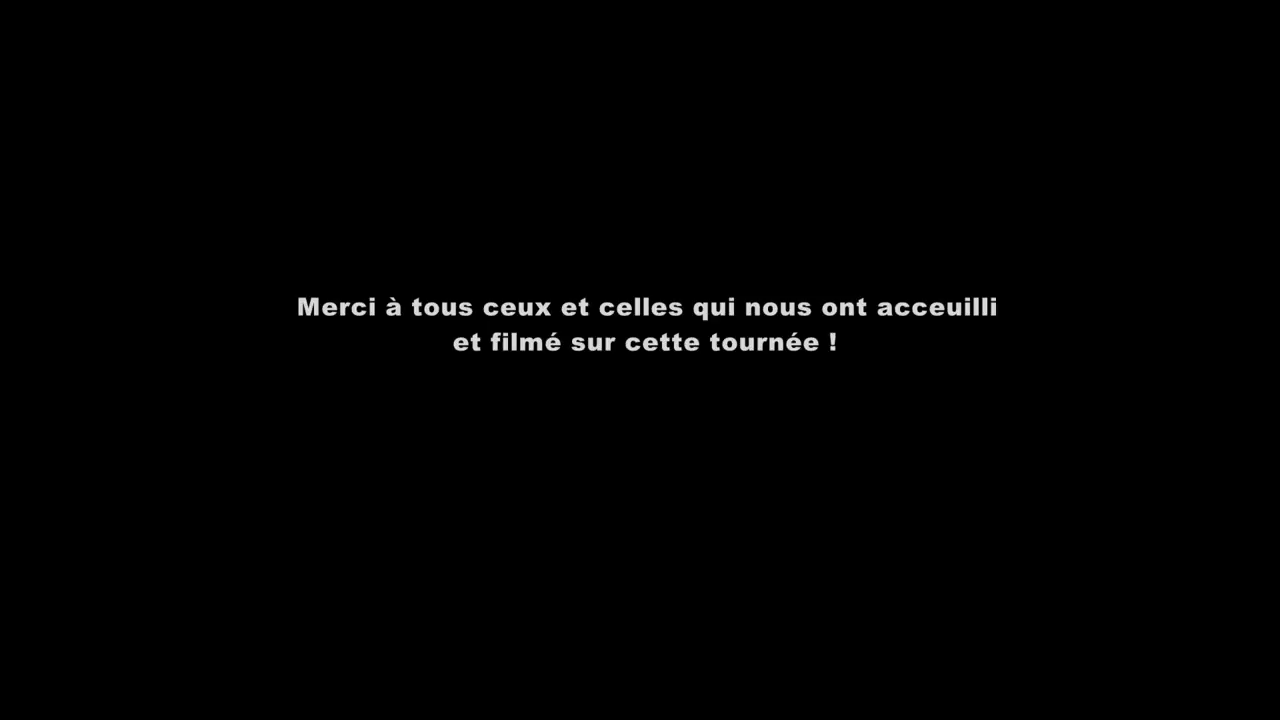 Merci à tous ceux et celles qui nous ont acceuilli
et filmé sur cette tournée !